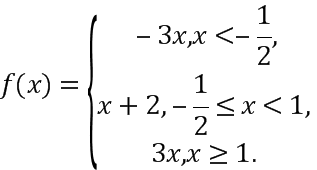 f(x) = { −3x, x < −1/2,
x + 2, −1/2 ≤ x < 1,
3x, x ≥ 1.